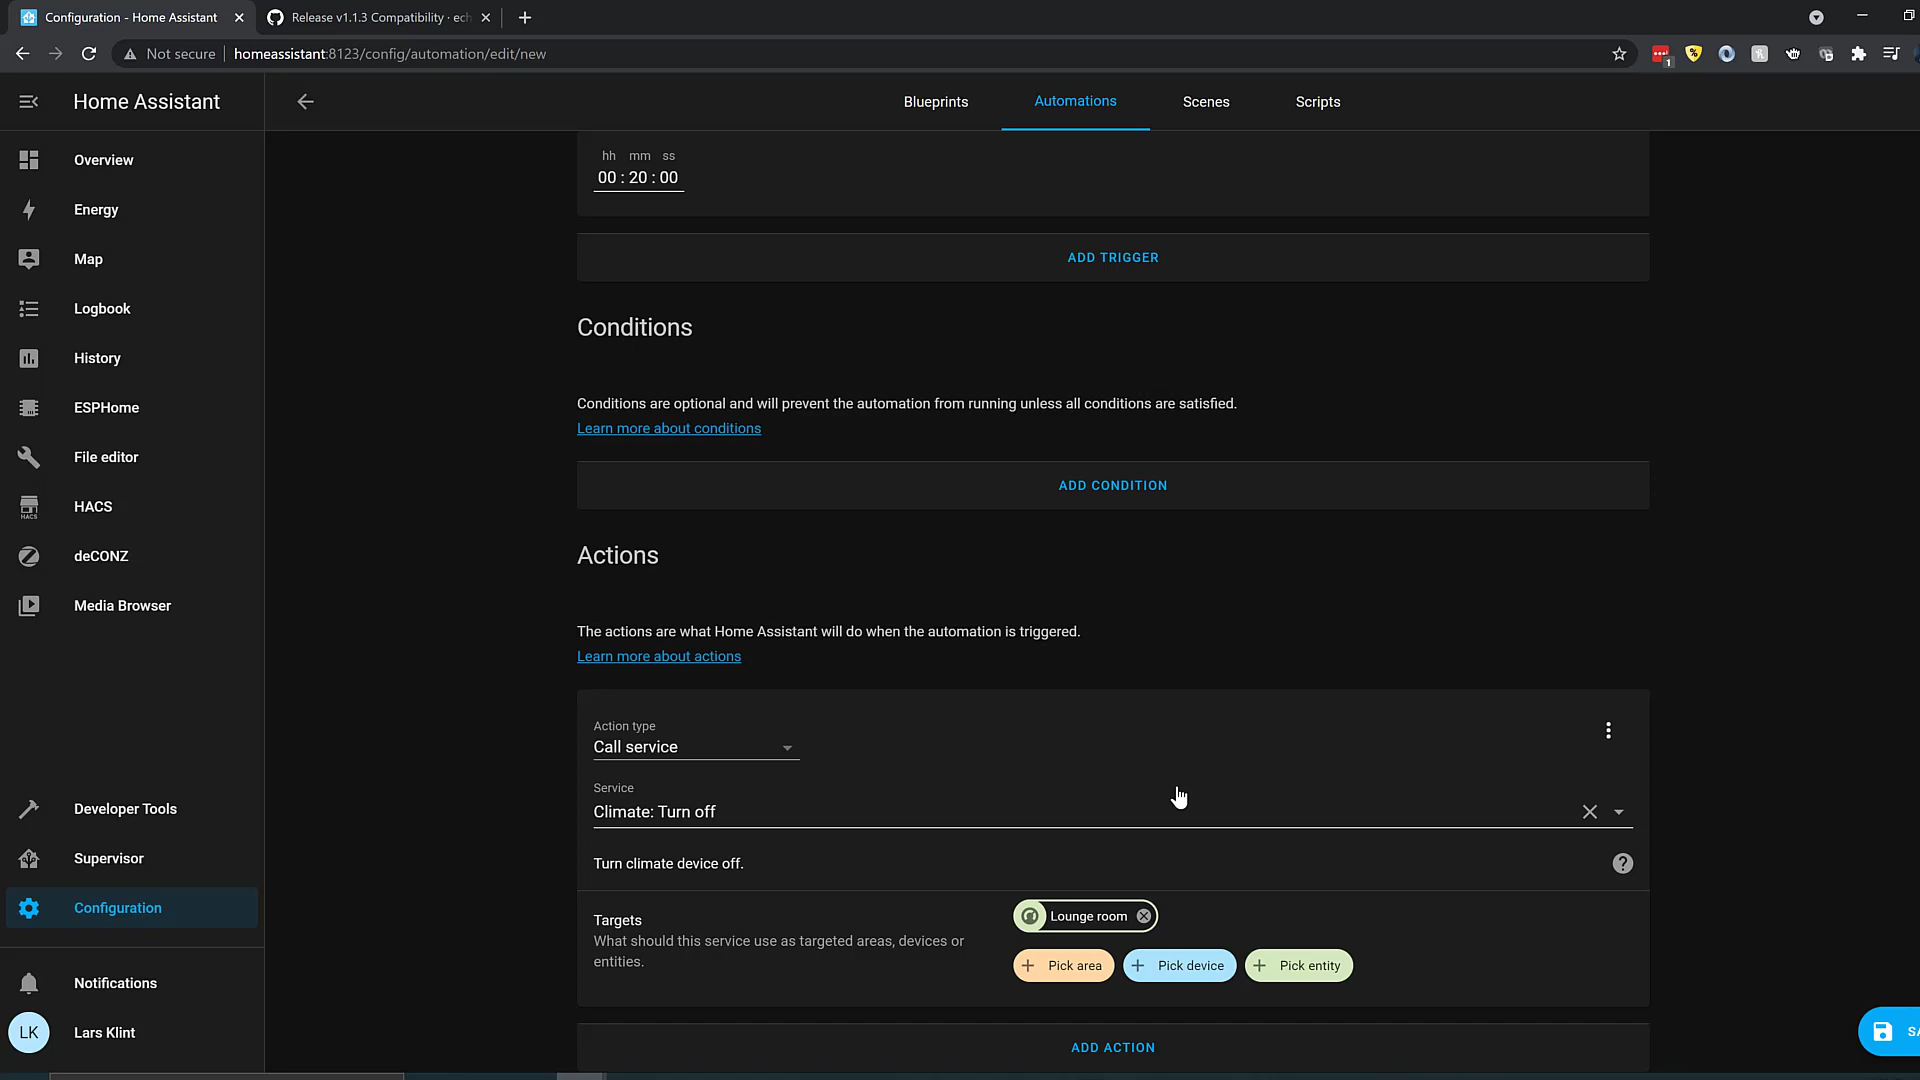 Configuration - Home Assistant
Release v1.1.3 Compatibility · ech
Not secure
homeassistant:8123/config/automation/edit/new
1
Home Assistant
Blueprints
Automations
Scenes
Scripts
Overview
Energy
Map
Logbook
History
ESPHome
File editor
HACS
HACS
deCONZ
Media Browser
Developer Tools
Supervisor
Configuration
Notifications
LK
Lars Klint
hh mm ss
00 : 20 : 00
ADD TRIGGER
Conditions
Conditions are optional and will prevent the automation from running unless all conditions are satisfied.
Learn more about conditions
ADD CONDITION
Actions
The actions are what Home Assistant will do when the automation is triggered.
Learn more about actions
Action type
Call service
Service
Climate: Turn off
Turn climate device off.
Targets
What should this service use as targeted areas, devices or
entities.
Lounge room
Pick area
Pick device
Pick entity
ADD ACTION
SA